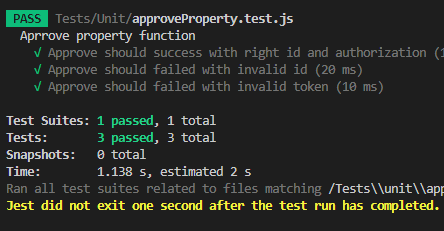 PASS Tests/Unit/approveProperty.test.js
Aprrove property function
√ Approve should success with right id and authorization (1
√ Approve should failed with invalid id (20 ms)
√ Approve should failed with invalid token (10 ms)
Test Suites: 1 passed, 1 total
Tests: 3 passed, 3 total
Snapshots: 0 total
Time: 1.138 s, estimated 2 s
Ran all test suites related to files matching /Tests\\unit\\app
Jest did not exit one second after the test run has completed.